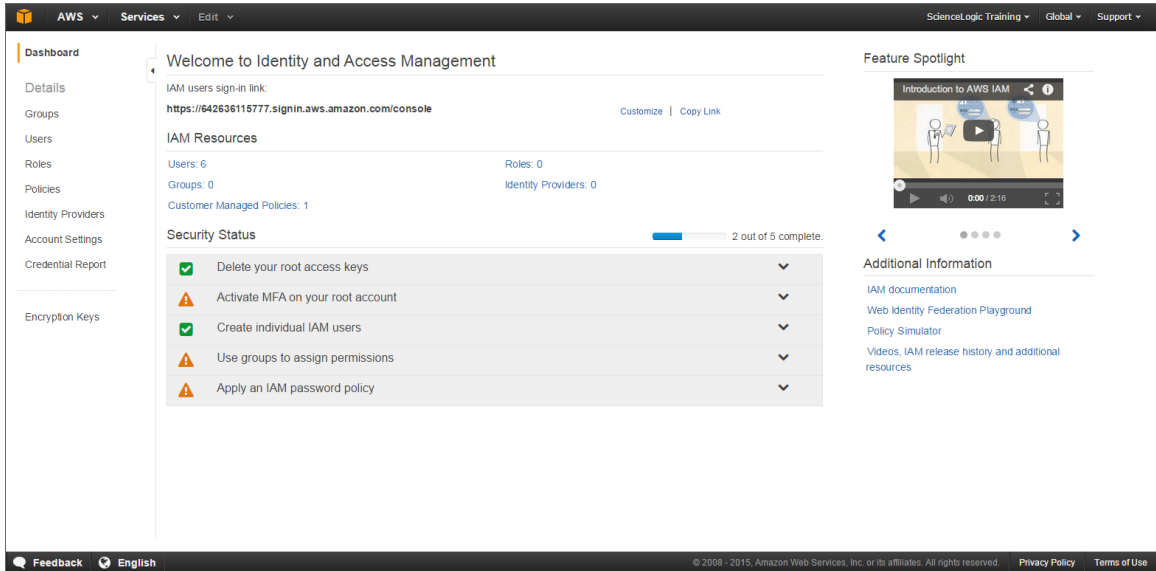 AWS Services Edit ScienceLogic Training Global Support
Dashboard
Details
Groups
Users
Roles
Policies
Identity Providers
Account Settings
Credential Report
Encryption Keys
Welcome to Identity and Access Management
IAM users sign-in link:
https://642636115777.signin.aws.amazon.com/console Customize | Copy Link
IAM Resources
Users: 6 Roles: 0
Groups: 0 Identity Providers: 0
Customer Managed Policies: 1
Security Status 2 out of 5 complete.
Delete your root access keys
Activate MFA on your root account
Create individual IAM users
Use groups to assign permissions
Apply an IAM password policy
Feature Spotlight
Introduction to AWS IAM
0:00 / 2:16
Additional Information
IAM documentation
Web Identity Federation Playground
Policy Simulator
Videos, IAM release history and additional
resources
Feedback English © 2008 - 2015, Amazon Web Services, Inc. or its affiliates. All rights reserved. Privacy Policy Terms of Use